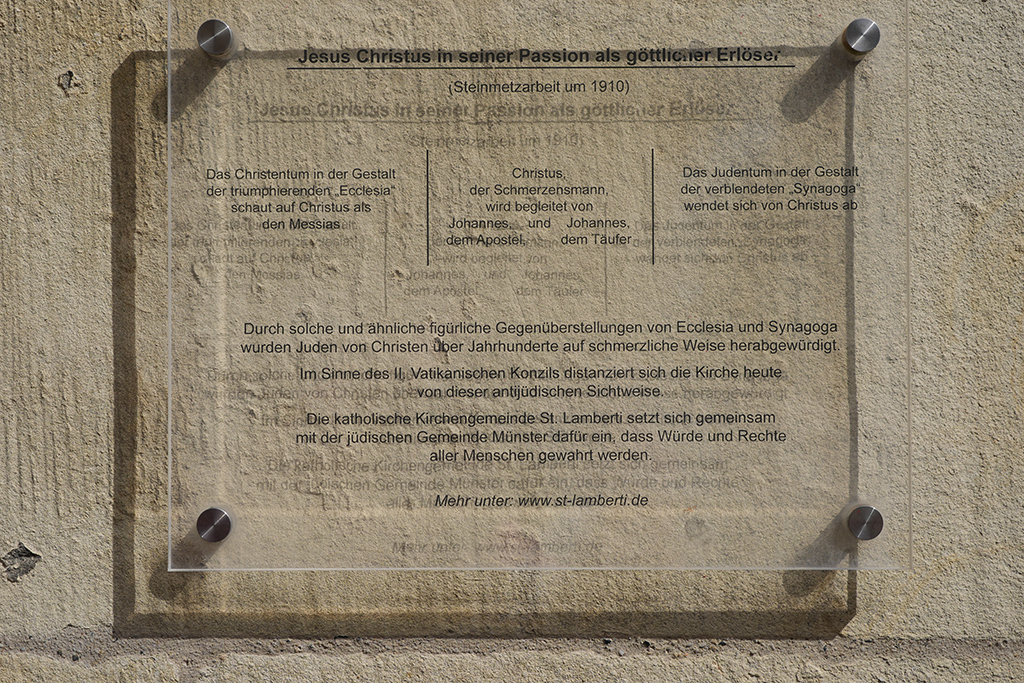 Jesus Christus in seiner Passion als göttlicher Erlöser
(Steinmetzarbeit um 1910)
Das Christentum in der Gestalt
der triumphierenden „Ecclesia“
schaut auf Christus als
den Messias
Christus,
der Schmerzensmann,
wird begleitet von
Johannes, und Johannes,
dem Apostel, dem Täufer
Das Judentum in der Gestalt
der verblendeten „Synagoga“
wendet sich von Christus ab
Durch solche und ähnliche figürliche Gegenüberstellungen von Ecclesia und Synagoga
wurden Juden von Christen über Jahrhunderte auf schmerzliche Weise herabgewürdigt.
Im Sinne des II. Vatikanischen Konzils distanziert sich die Kirche heute
von dieser antijüdischen Sichtweise.
Die katholische Kirchengemeinde St. Lamberti setzt sich gemeinsam
mit der jüdischen Gemeinde Münster dafür ein, dass Würde und Rechte
aller Menschen gewahrt werden.
Mehr unter: www.st-lamberti.de